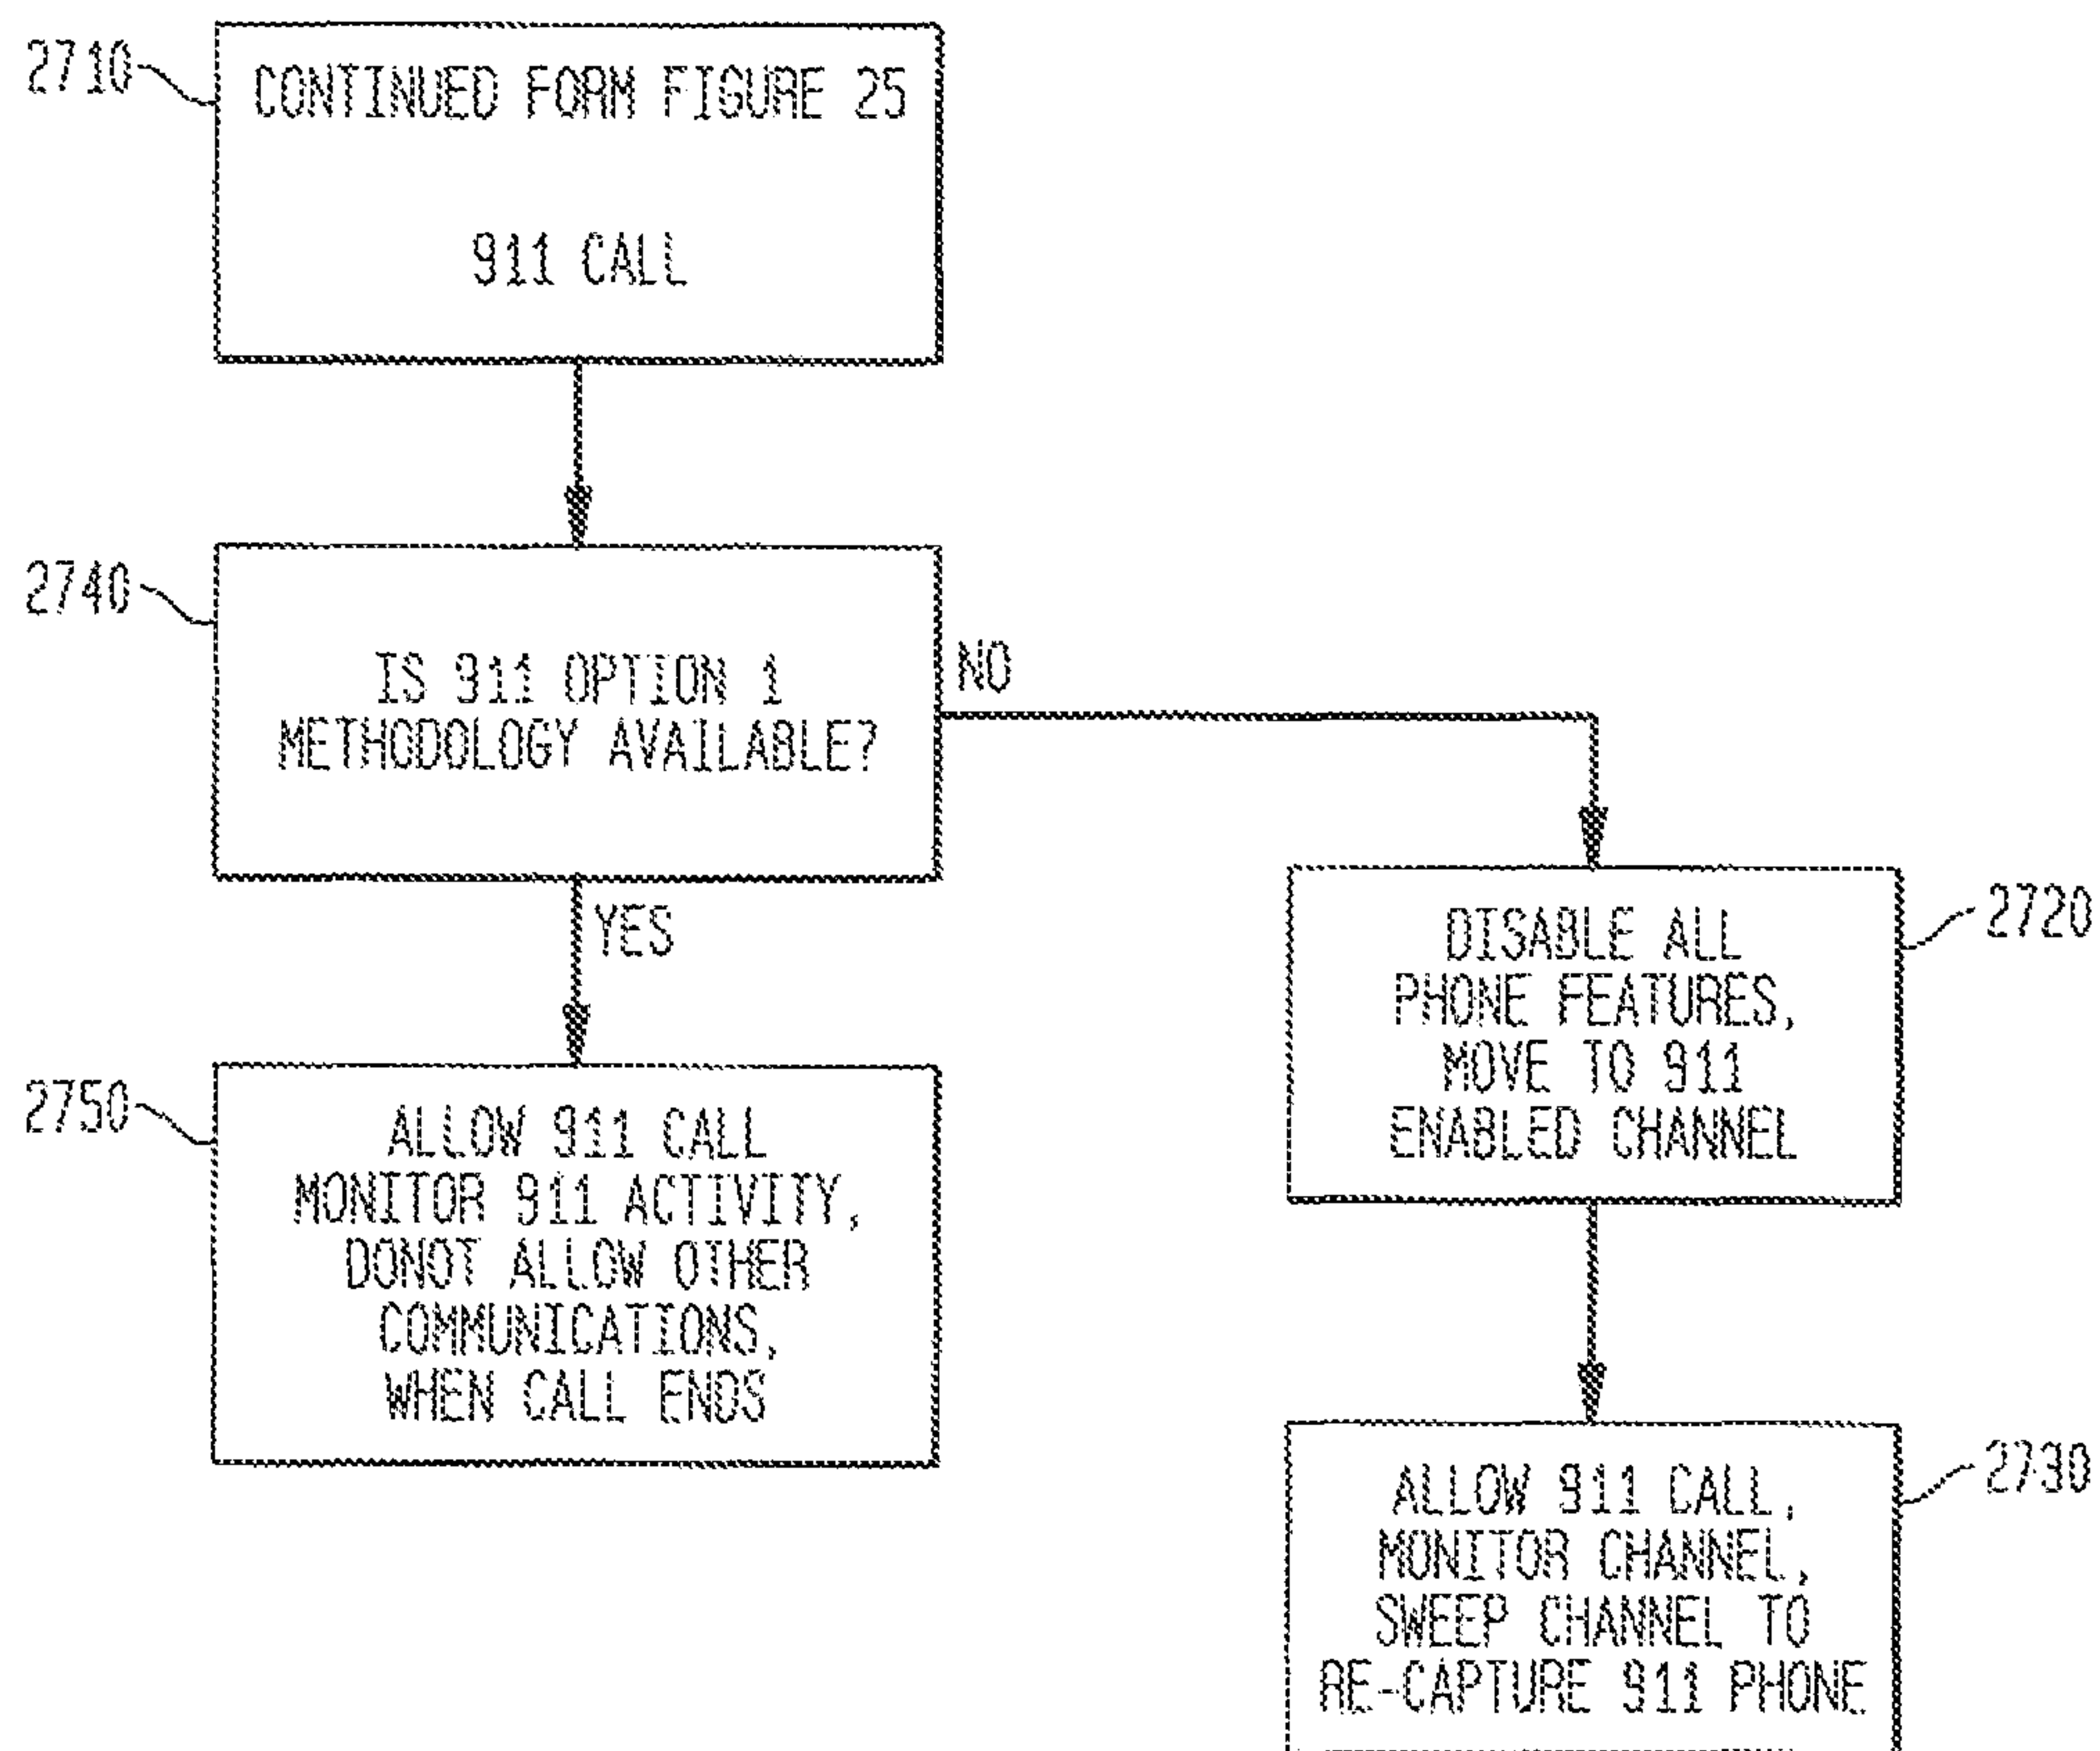 2710
CONTINUED FORM FIGURE 25
911 CALL
2740
IS 911 OPTION 1
METHODOLOGY AVAILABLE?
NO
YES
2750
ALLOW 911 CALL
MONITOR 911 ACTIVITY,
DONOT ALLOW OTHER
COMMUNICATIONS,
WHEN CALL ENDS
2720
DISABLE ALL
PHONE FEATURES,
MOVE TO 911
ENABLED CHANNEL
2730
ALLOW 911 CALL,
MONITOR CHANNEL,
SWEEP CHANNEL TO
RE-CAPTURE 911 PHONE